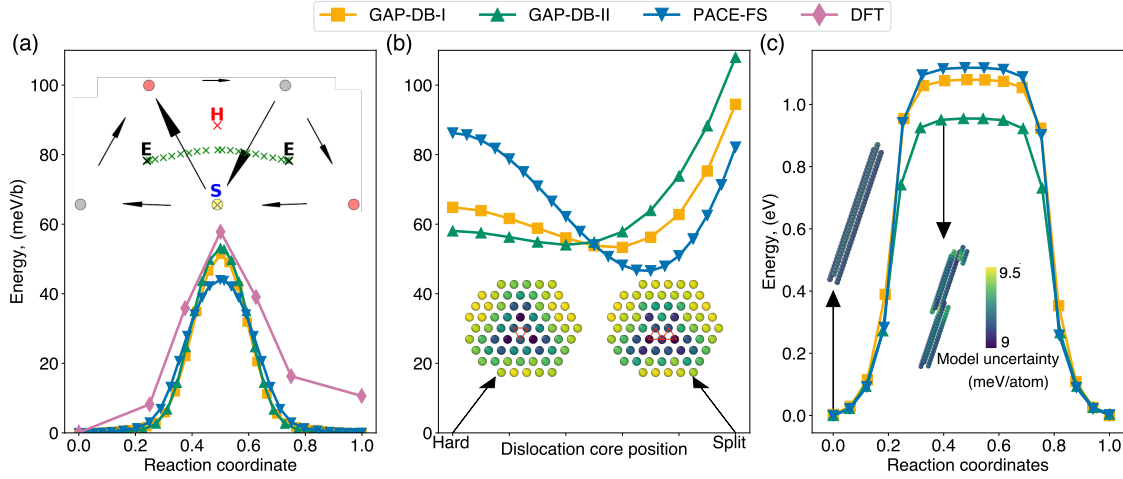 GAP-DB-I GAP-DB-II PACE-FS DFT
(a) (b) (c)
Energy, (meV/b)
100
80
60
40
20
0
H
E E
S
0.0 0.2 0.4 0.6 0.8 1.0
Reaction coordinate
100
80
60
40
20
0
Hard Split
Dislocation core position
Energy, (eV)
1.0
0.8
0.6
0.4
0.2
0.0
9.5
9
Model uncertainty
(meV/atom)
0.0 0.2 0.4 0.6 0.8 1.0
Reaction coordinates